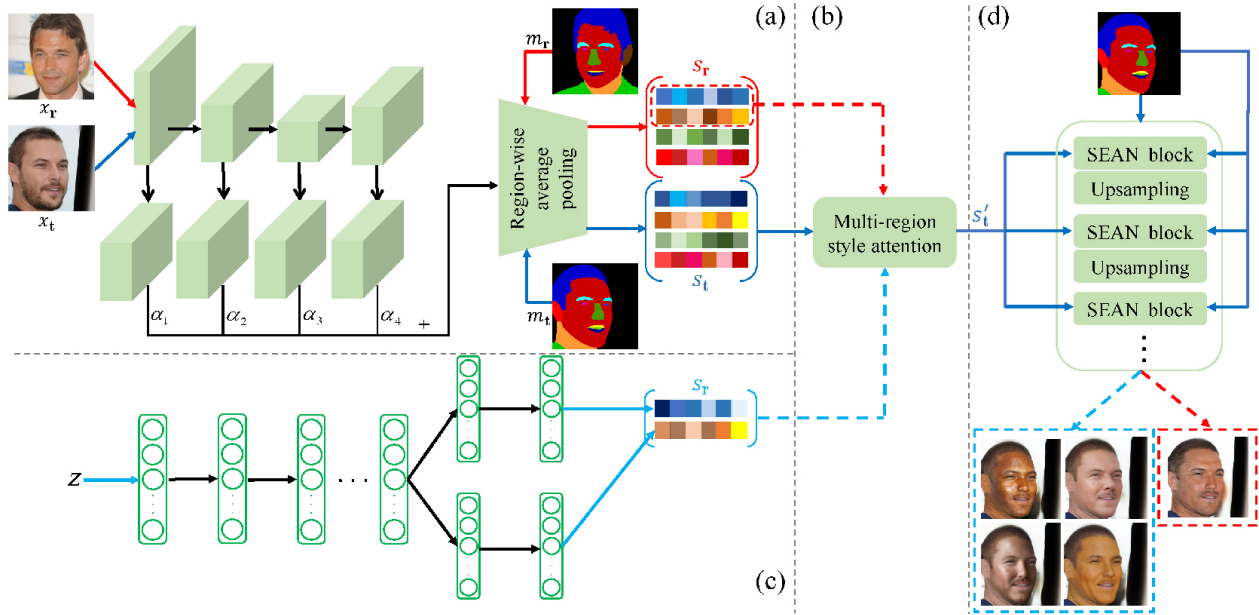 (a)
x_r
x_t
α_1
α_2
α_3
α_4
+
m_r
Region-wise
average
pooling
m_t
S_r
S_t
(b)
Multi-region
style attention
S_t′
(c)
z
. . .
S_r
(d)
SEAN block
Upsampling
SEAN block
Upsampling
SEAN block